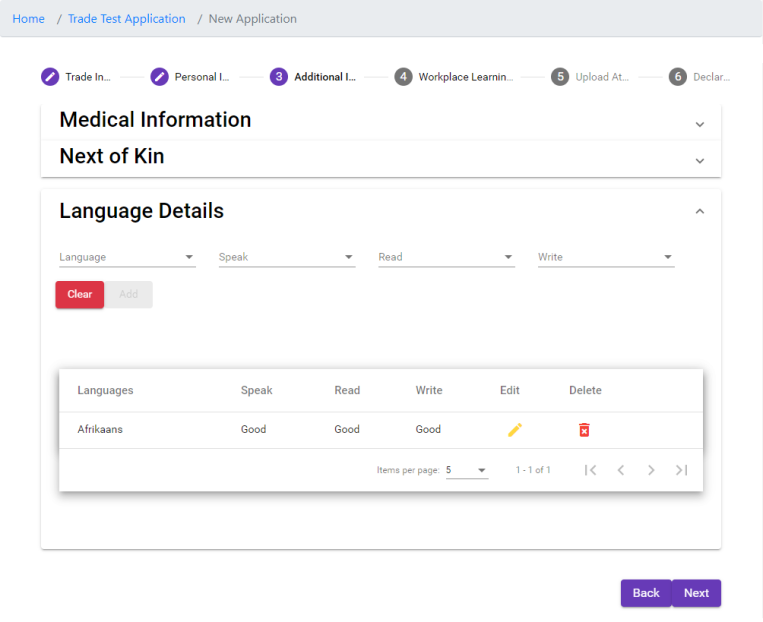 Home / Trade Test Application / New Application
Trade In... Personal I... 3 Additional I... 4 Workplace Learnin... 5 Upload At... 6 Declar...
Medical Information
Next of Kin
Language Details
Language Speak Read Write
Clear Add
Languages Speak Read Write Edit Delete
Afrikaans Good Good Good
Items per page: 5 1 - 1 of 1
Back Next